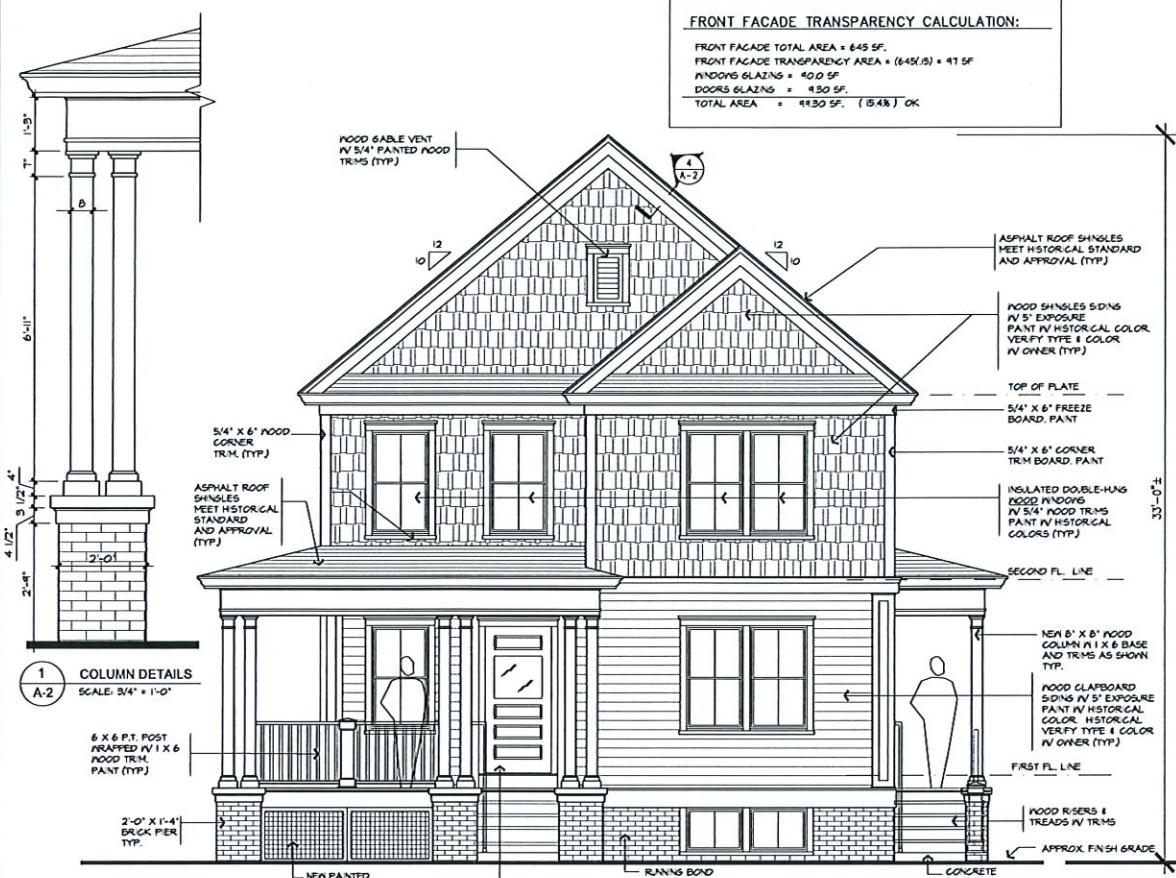 FRONT FACADE TRANSPARENCY CALCULATION:
FRONT FACADE TOTAL AREA = 645 SF.
FRONT FACADE TRANSPARENCY AREA = (645(.15) = 97 SF
WINDOWS GLAZING = 90.0 SF
DOORS GLAZING = 9.30 SF.
TOTAL AREA = 99.30 SF. (15.4%) OK
1'-3"
7"
8
6'-11"
4"
3 1/2"
4 1/2"
2'-0"
2'-9"
1
A-2
COLUMN DETAILS
SCALE: 3/4" = 1'-0"
WOOD GABLE VENT
W/ 5/4" PAINTED WOOD
TRIMS (TYP.)
4
A-2
12
10
12
10
5/4" X 6" WOOD
CORNER
TRIM. (TYP.)
ASPHALT ROOF
SHINGLES
MEET HISTORICAL
STANDARD
AND APPROVAL
(TYP.)
6 X 6 P.T. POST
WRAPPED W/ 1 X 6
WOOD TRIM.
PAINT (TYP.)
2'-0" X 1'-4"
BRICK PIER
TYP.
NEW PAINTED
RUNNING BOND
CONCRETE
ASPHALT ROOF SHINGLES
MEET HISTORICAL STANDARD
AND APPROVAL (TYP.)
WOOD SHINGLES SIDING
W/ 5" EXPOSURE
PAINT W/ HISTORICAL COLOR
VERIFY TYPE & COLOR
W/ OWNER (TYP.)
TOP OF PLATE
5/4" X 6" FREEZE
BOARD. PAINT
5/4" X 6" CORNER
TRIM BOARD. PAINT
INSULATED DOUBLE-HUNG
WOOD WINDOWS
W/ 5/4" WOOD TRIMS
PAINT W/ HISTORICAL
COLORS (TYP.)
33'-0"±
SECOND FL. LINE
NEW 8" X 8" WOOD
COLUMN W/ 1 X 6 BASE
AND TRIMS AS SHOWN
TYP.
WOOD CLAPBOARD
SIDING W/ 5" EXPOSURE
PAINT W/ HISTORICAL
COLOR. HISTORICAL
VERIFY TYPE & COLOR
W/ OWNER (TYP.)
FIRST FL. LINE
WOOD RISERS &
TREADS W/ TRIMS
APPROX. FINISH GRADE